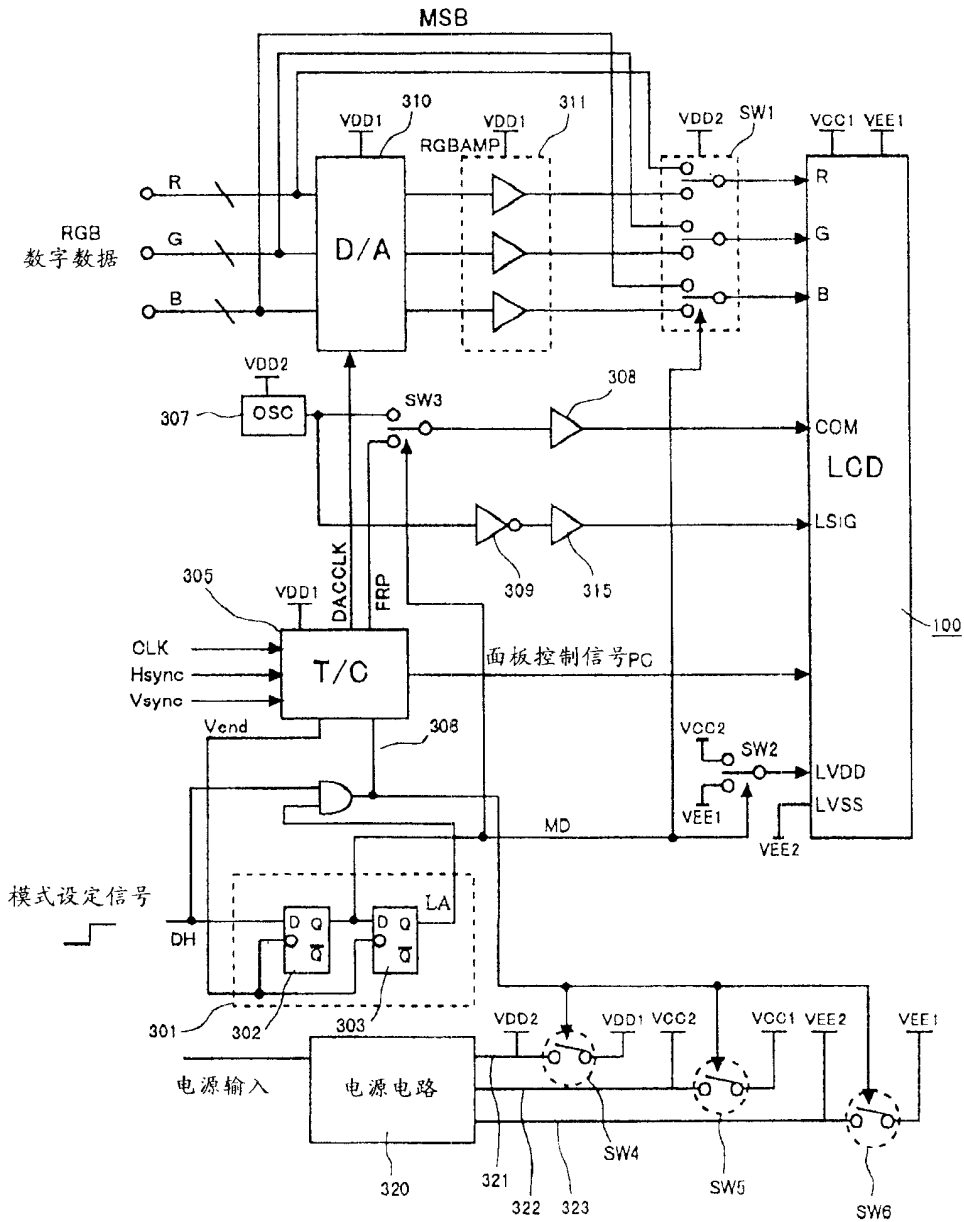 MSB
310
311
SW1
VDD1
RGBAMP
VDD1
VDD2
VCC1
VEE1
R
R
RGB
数字数据
G
D/A
G
B
B
VDD2
307
OSC
SW3
308
COM
LCD
LSIG
309
315
305
VDD1
DACCLK
FRP
100
CLK
Hsync
Vsync
T/C
面板控制信号PC
Vend
306
VCC2
SW2
LVDD
VEE1
LVSS
MD
VEE2
模式设定信号
DH
D Q
Q
D Q
Q
LA
301
302
303
VDD2
VDD1
VCC2
VCC1
VEE2
VEE1
电源输入
电源电路
320
321
322
323
SW4
SW5
SW6